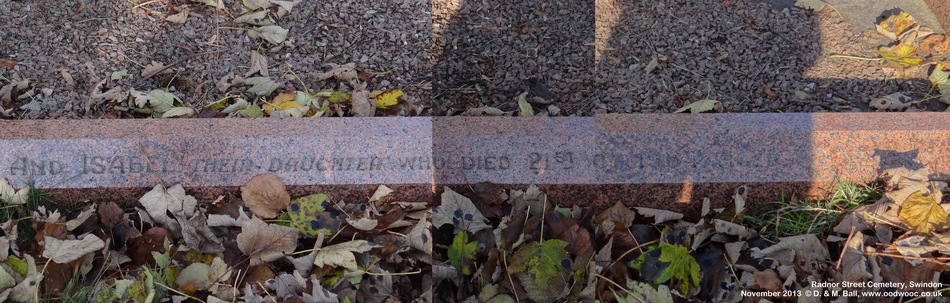 AND ISABEL THEIR DAUGHTER WHO DIED 21ST
Radnor Street Cemetery, Swindon
November 2013 © D. & M. Ball, www.oodwooc.co.uk